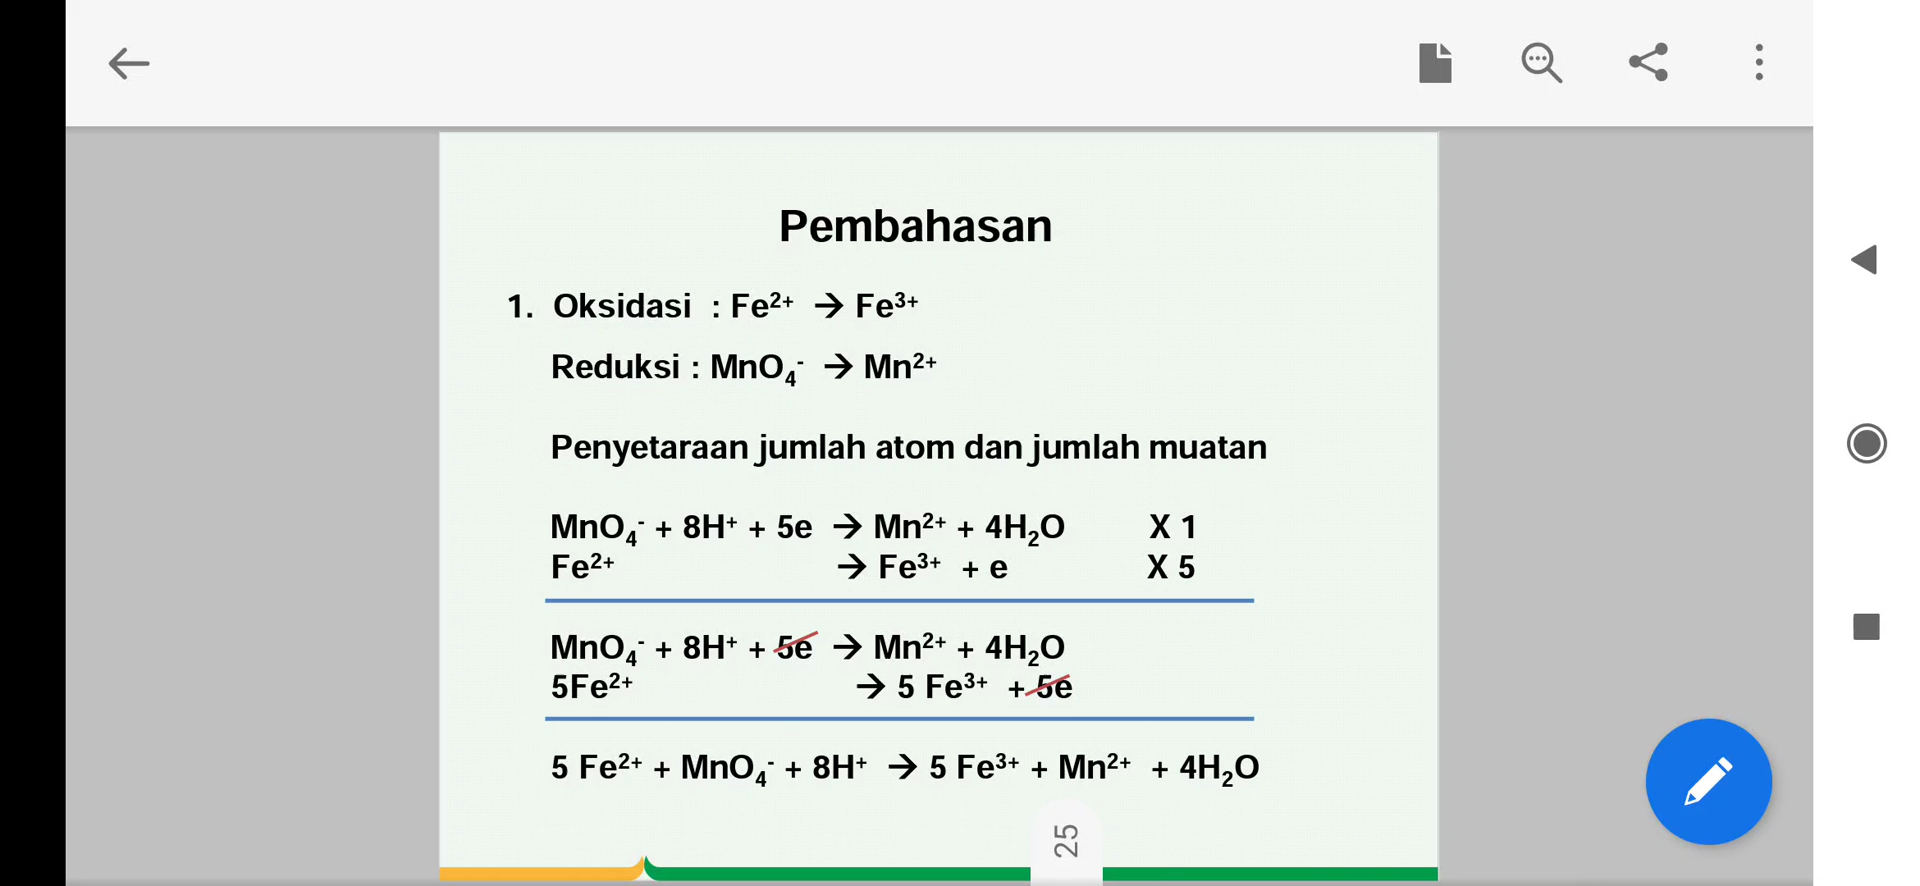 Pembahasan
1. Oksidasi : Fe²⁺ → Fe³⁺
Reduksi : MnO₄⁻ → Mn²⁺
Penyetaraan jumlah atom dan jumlah muatan
MnO₄⁻ + 8H⁺ + 5e → Mn²⁺ + 4H₂O X 1
Fe²⁺ → Fe³⁺ + e X 5
MnO₄⁻ + 8H⁺ + 5e → Mn²⁺ + 4H₂O
5Fe²⁺ → 5 Fe³⁺ + 5e
5 Fe²⁺ + MnO₄⁻ + 8H⁺ → 5 Fe³⁺ + Mn²⁺ + 4H₂O
25